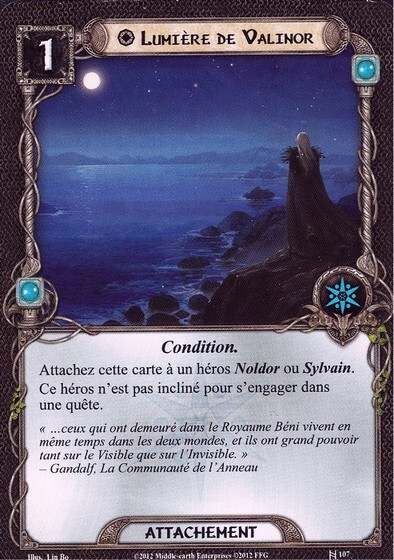 1
LUMIÈRE DE VALINOR
Condition.
Attachez cette carte à un héros Noldor ou Sylvain.
Ce héros n'est pas incliné pour s'engager dans
une quête.
« ...ceux qui ont demeuré dans le Royaume Béni vivent en
même temps dans les deux mondes, et ils ont grand pouvoir
tant sur le Visible que sur l'Invisible. »
– Gandalf, La Communauté de l'Anneau
ATTACHEMENT
Illus. Lin Bo ©2012 Middle-earth Enterprises ©2012 FFG 107